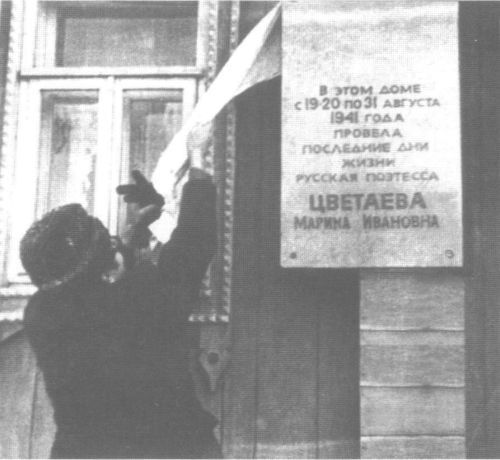 В ЭТОМ ДОМЕ
С 19-20 ПО 31 АВГУСТА
1941 ГОДА
ПРОВЕЛА
ПОСЛЕДНИЕ ДНИ
ЖИЗНИ
РУССКАЯ ПОЭТЕССА
ЦВЕТАЕВА
МАРИНА ИВАНОВНА